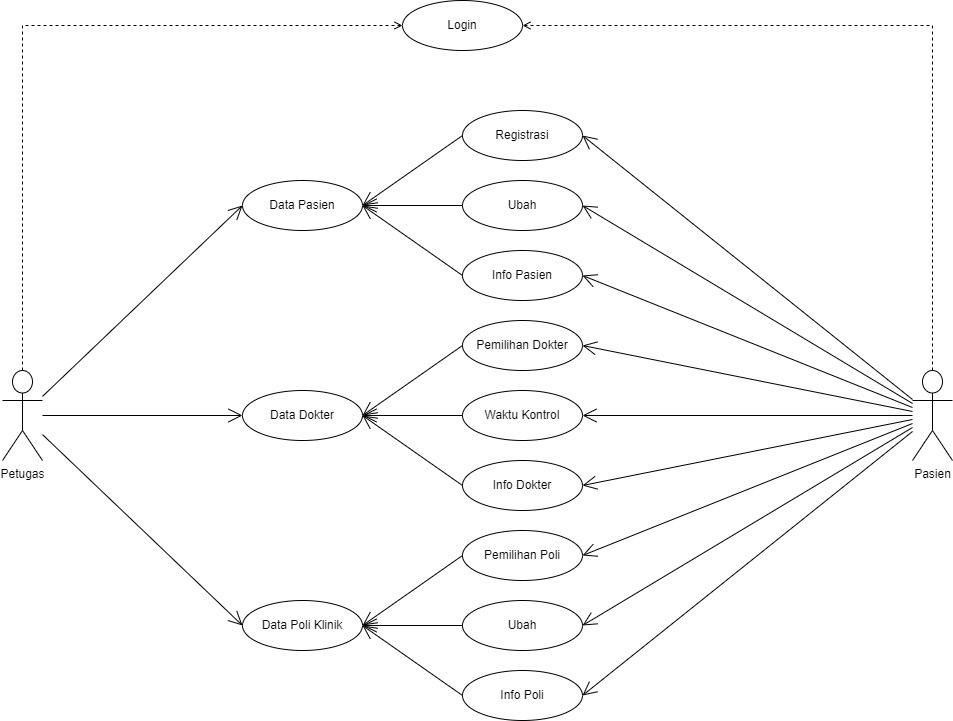 Login
Registrasi
Data Pasien
Ubah
Info Pasien
Pemilihan Dokter
Data Dokter
Waktu Kontrol
Petugas
Pasien
Info Dokter
Pemilihan Poli
Data Poli Klinik
Ubah
Info Poli